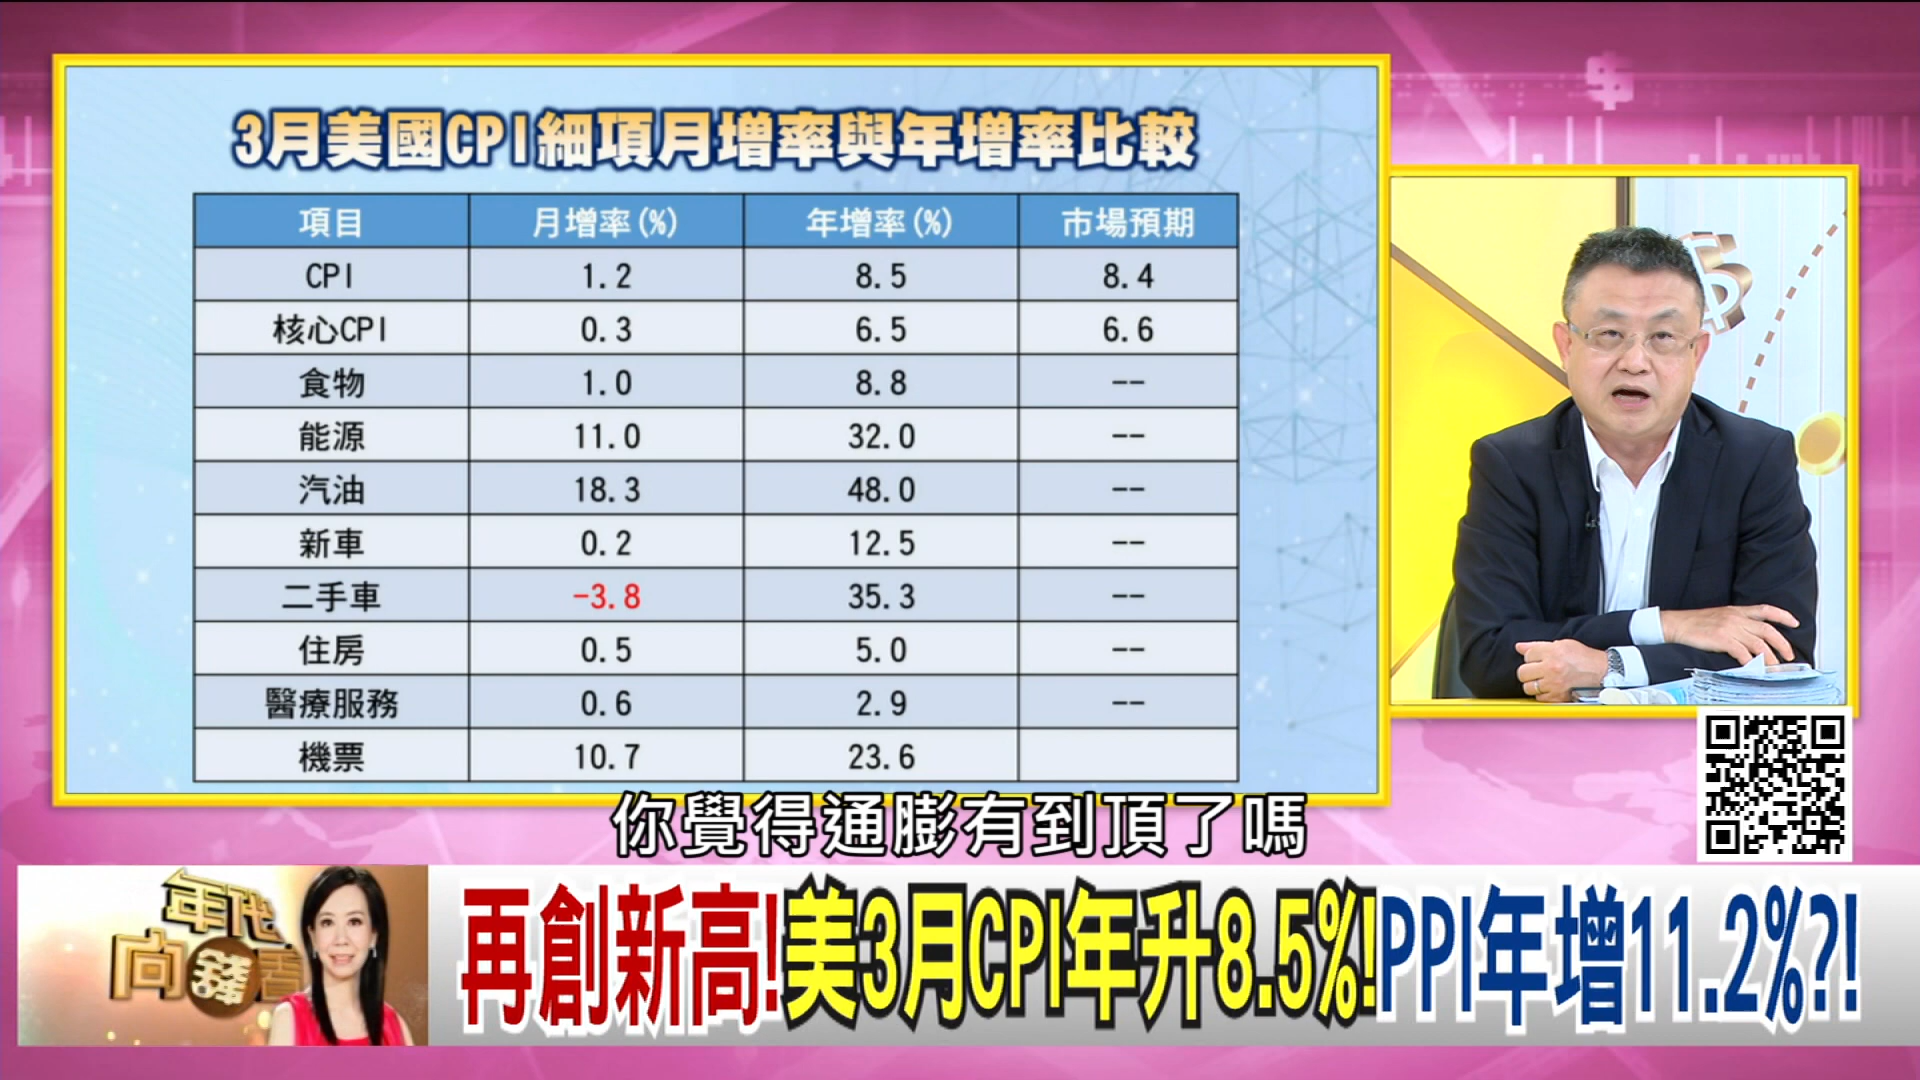 3月美國CPI細項月增率與年增率比較
項目 月增率(%) 年增率(%) 市場預期
CPI 1.2 8.5 8.4
核心CPI 0.3 6.5 6.6
食物 1.0 8.8 --
能源 11.0 32.0 --
汽油 18.3 48.0 --
新車 0.2 12.5 --
二手車 -3.8 35.3 --
住房 0.5 5.0 --
醫療服務 0.6 2.9 --
機票 10.7 23.6
你覺得通膨有到頂了嗎
年代
向錢看
再創新高!美3月CPI年升8.5%!PPI年增11.2%?!